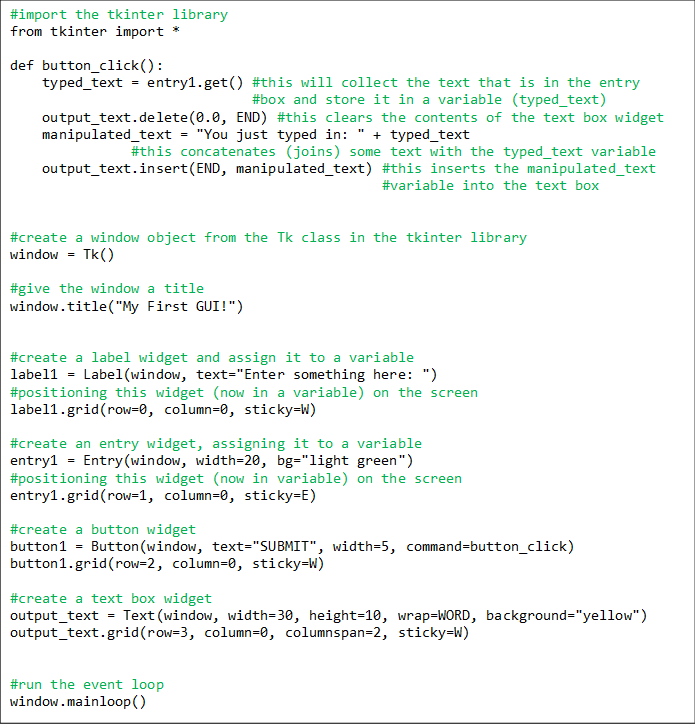 #import the tkinter library
from tkinter import *
def button_click():
typed_text = entry1.get() #this will collect the text that is in the entry
#box and store it in a variable (typed_text)
output_text.delete(0.0, END) #this clears the contents of the text box widget
manipulated_text = "You just typed in: " + typed_text
#this concatenates (joins) some text with the typed_text variable
output_text.insert(END, manipulated_text) #this inserts the manipulated_text
#variable into the text box
#create a window object from the Tk class in the tkinter library
window = Tk()
#give the window a title
window.title("My First GUI!")
#create a label widget and assign it to a variable
label1 = Label(window, text="Enter something here: ")
#positioning this widget (now in a variable) on the screen
label1.grid(row=0, column=0, sticky=W)
#create an entry widget, assigning it to a variable
entry1 = Entry(window, width=20, bg="light green")
#positioning this widget (now in variable) on the screen
entry1.grid(row=1, column=0, sticky=E)
#create a button widget
button1 = Button(window, text="SUBMIT", width=5, command=button_click)
button1.grid(row=2, column=0, sticky=W)
#create a text box widget
output_text = Text(window, width=30, height=10, wrap=WORD, background="yellow")
output_text.grid(row=3, column=0, columnspan=2, sticky=W)
#run the event loop
window.mainloop()